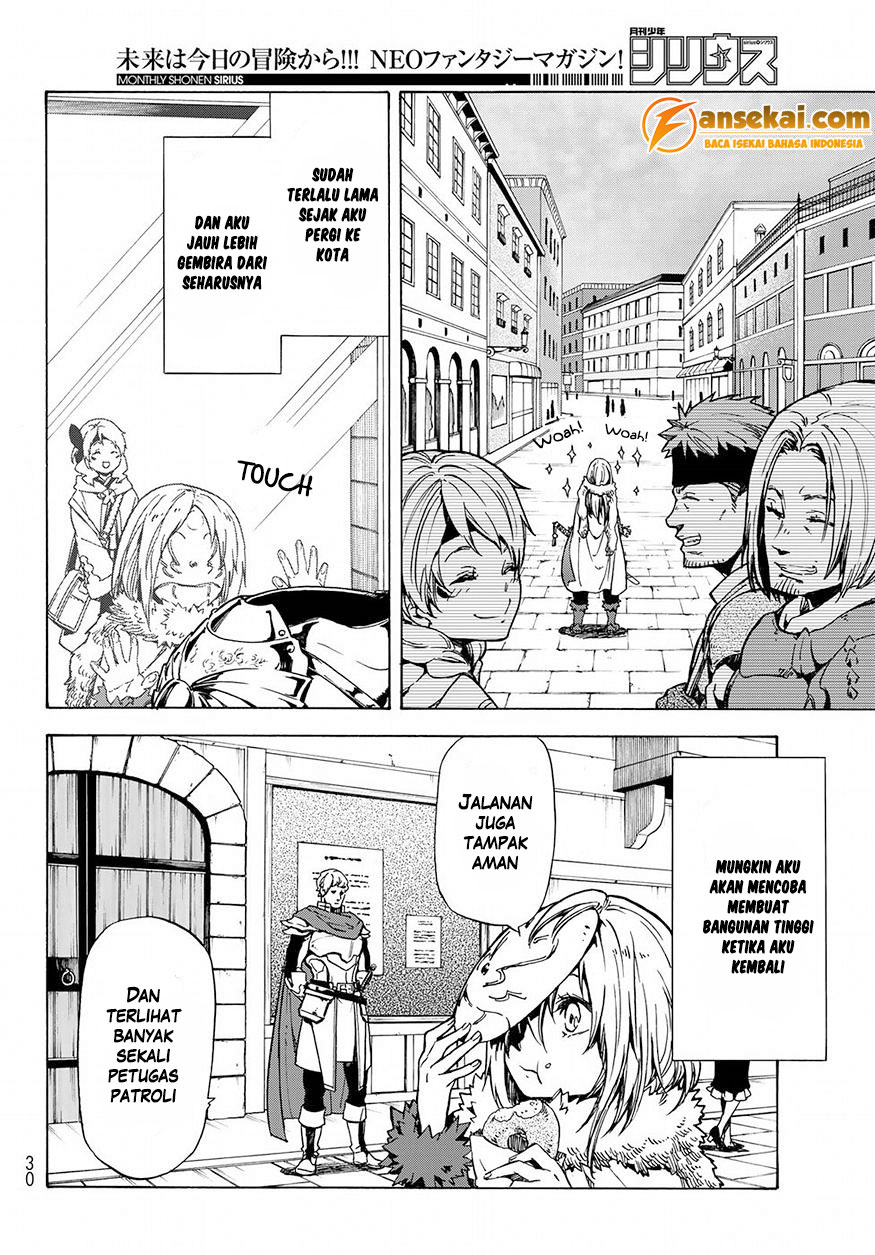 未来は今日の冒険から!!! NEOファンタジーマガジン!
MONTHLY SHONEN SIRIUS
月刊少年
シリウス
ansekai.com
BACA ISEKAI BAHASA INDONESIA
Woah!
Woah!
SUDAH
TERLALU LAMA
SEJAK AKU
PERGI KE
KOTA
DAN AKU
JAUH LEBIH
GEMBIRA DARI
SEHARUSNYA
TOUCH
MUNGKIN AKU
AKAN MENCOBA
MEMBUAT
BANGUNAN TINGGI
KETIKA AKU
KEMBALI
JALANAN
JUGA
TAMPAK
AMAN
DAN
TERLIHAT
BANYAK
SEKALI
PETUGAS
PATROLI
30